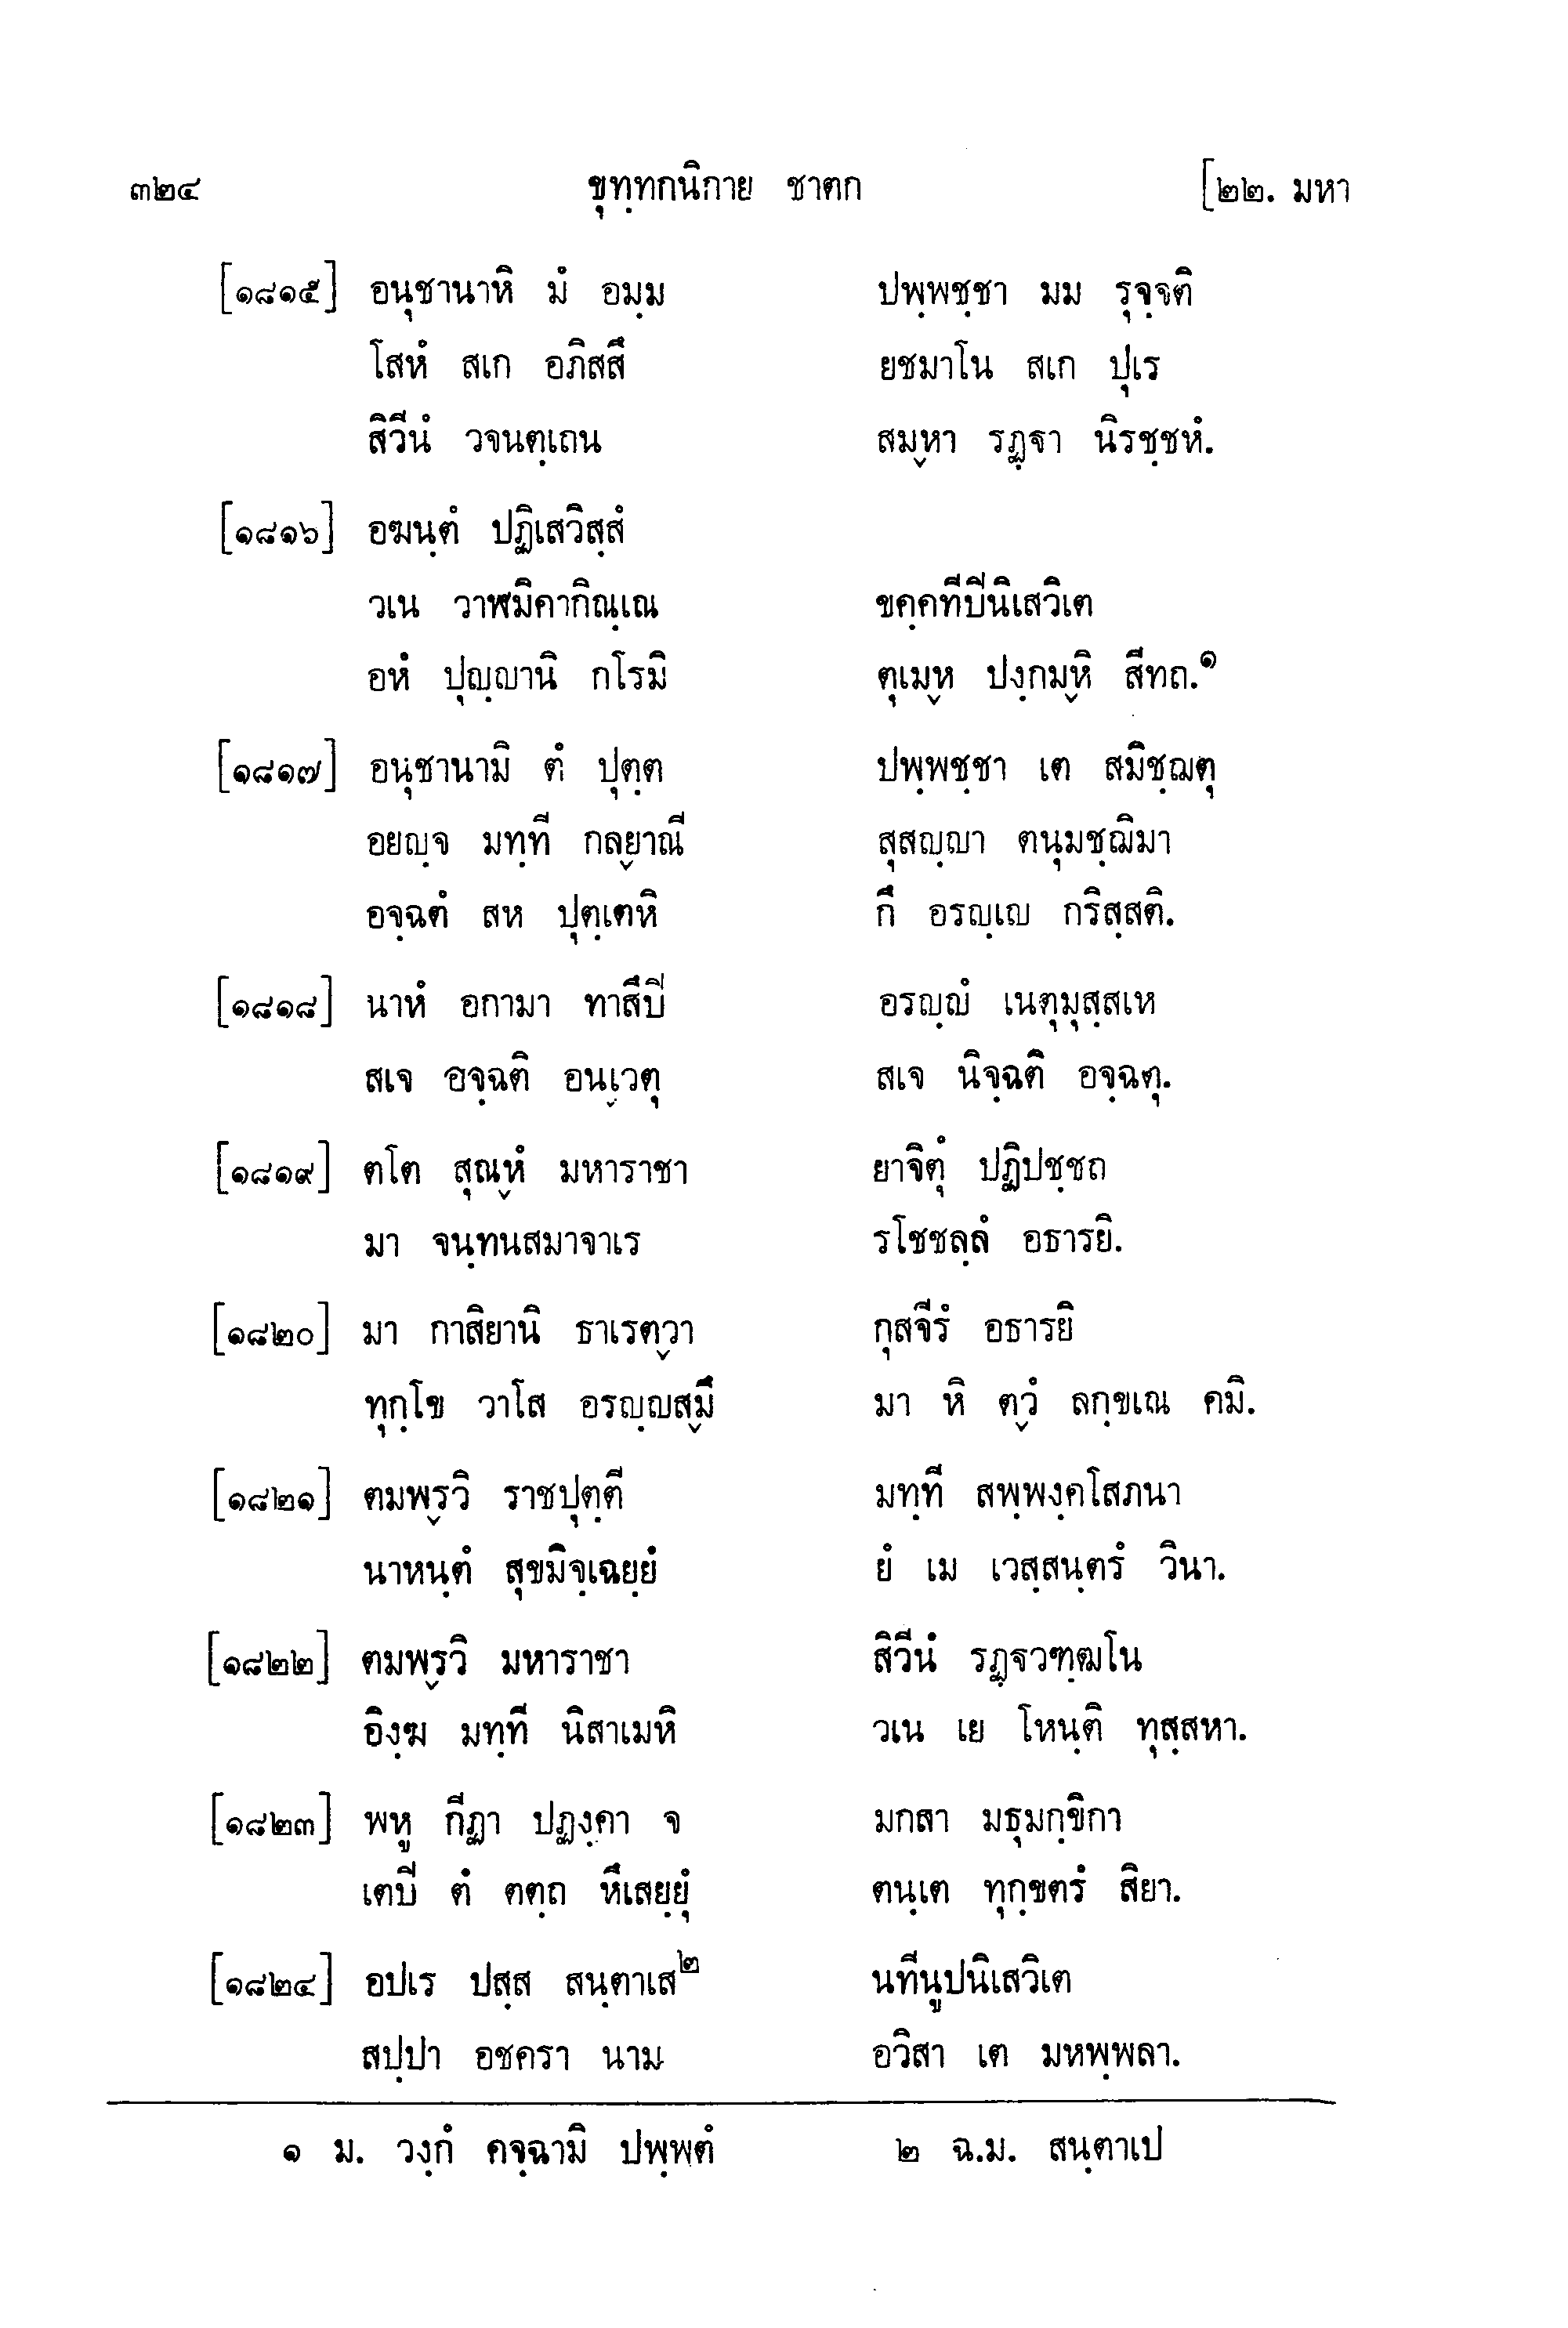 ๓๒๔ ขุทฺทกนิกาย ชาตก [๒๒. มหา
[๑๘๑๕] อนุชานาหิ มํ อมฺม ปพฺพชฺชา มม รุจฺจติ
โสหํ สเก อภิสสึ ยชมาโน สเก ปุเร
สิวีนํ วจนตฺเถน สมฺหา รฏฺฐา นิรชฺชหํ.
[๑๘๑๖] อฆนฺตํ ปฏิเสวิสฺสํ
วเน วาฬมิคากิณฺเณ ขคฺคทีปินิเสวิเต
อหํ ปุญฺญานิ กโรมิ ตุเมฺห ปงฺกมฺหิ สีทถ.๑
[๑๘๑๗] อนุชานามิ ตํ ปุตฺต ปพฺพชฺชา เต สมิชฺฌตุ
อยญฺจ มทฺที กลฺยาณี สุสญฺญา ตนุมชฺฌิมา
อจฺฉตํ สห ปุตฺเตหิ กึ อรญฺเญ กริสฺสติ.
[๑๘๑๘] นาหํ อกามา ทาสึปิ อรญฺญํ เนตุมุสฺสเห
สเจ อิจฺฉติ อนฺเวตุ สเจ นิจฺฉติ อจฺฉตุ.
[๑๘๑๙] ตโต สุณฺหํ มหาราชา ยาจิตุํ ปฏิปชฺชถ
มา จนฺทนสมาจาเร รโชชลฺลํ อธารยิ.
[๑๘๒๐] มา กาสิยานิ ธาเรตฺวา กุสจีรํ อธารยิ
ทุกฺโข วาโส อรญฺญสฺมึ มา หิ ตฺวํ ลกฺขเณ คมิ.
[๑๘๒๑] ตมพฺรวิ ราชปุตฺตี มทฺที สพฺพงฺคโสภนา
นาหนฺตํ สุขมิจฺเฉยฺยํ ยํ เม เวสฺสนฺตรํ วินา.
[๑๘๒๒] ตมพฺรวิ มหาราชา สิวีนํ รฏฺฐวฑฺฒโน
อิงฺฆ มทฺที นิสาเมหิ วเน เย โหนฺติ ทุสฺสหา.
[๑๘๒๓] พหู กีฏา ปฏงฺคา จ มกสา มธุมกฺขิกา
เตปิ ตํ ตตฺถ หึเสยฺยุํ ตนฺเต ทุกฺขตรํ สิยา.
[๑๘๒๔] อปเร ปสฺส สนฺตาเส๒ นทีนูปนิเสวิเต
สปฺปา อชครา นาม อวิสา เต มหพฺพลา.
๑ ม. วงฺกํ คจฺฉามิ ปพฺพตํ ๒ ฉ.ม. สนฺตาเป